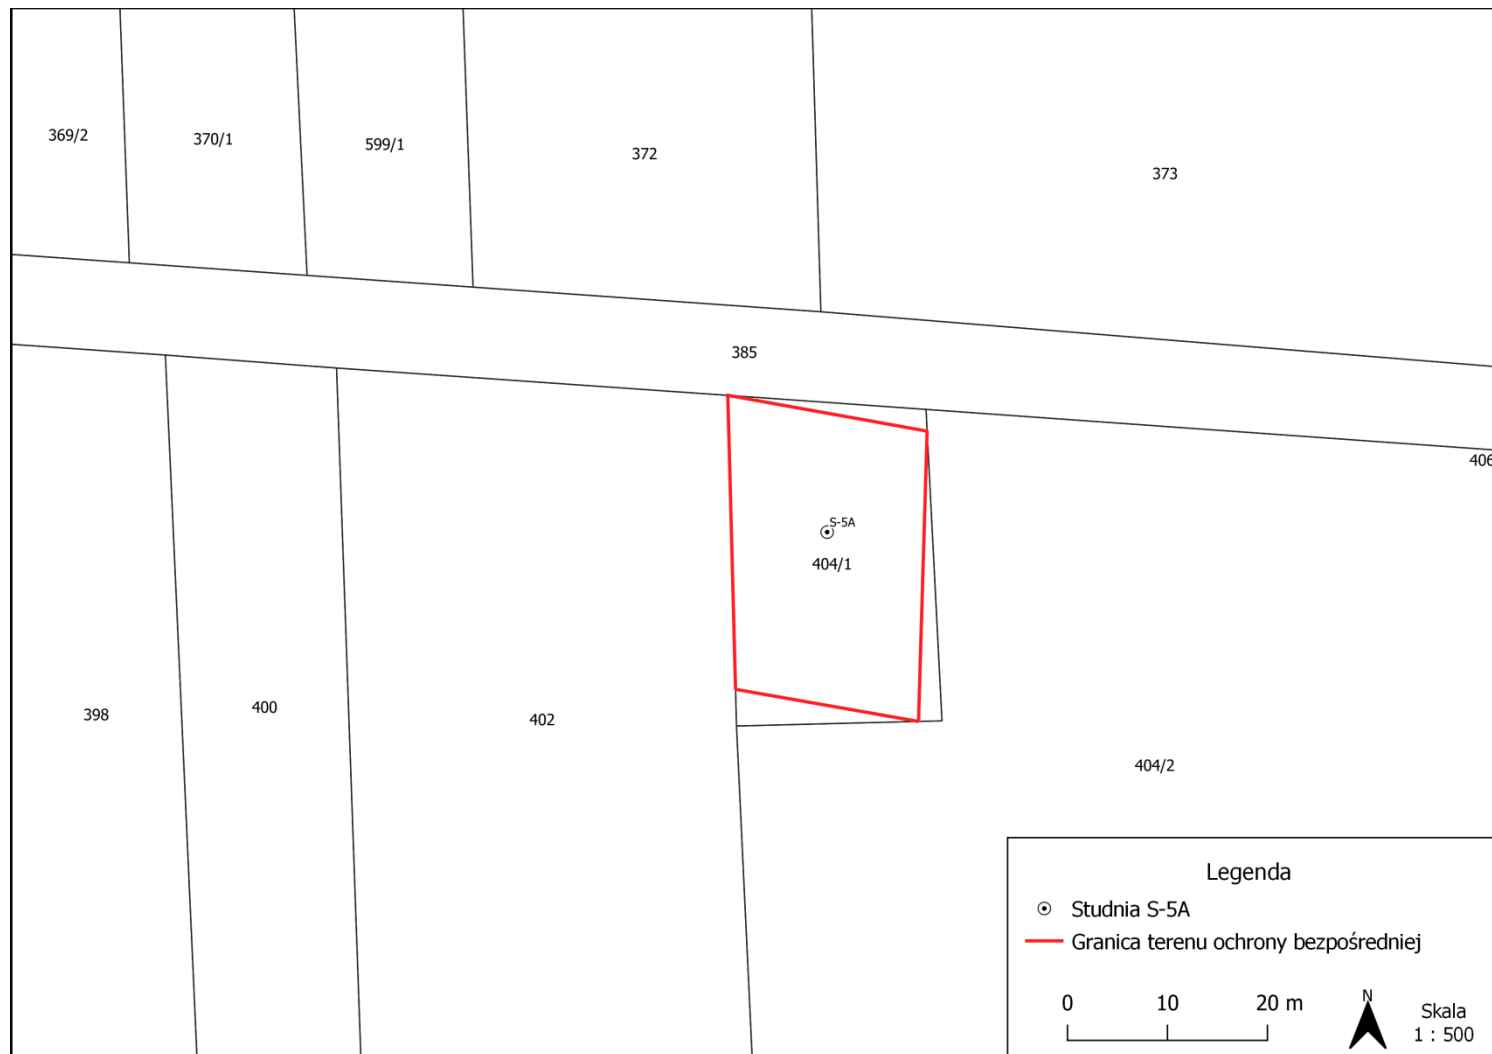 369/2
370/1
599/1
372
373
385
406
S-5A
404/1
398
400
402
404/2
Legenda
Studnia S-5A
Granica terenu ochrony bezpośredniej
0 10 20 m
N
Skala
1 : 500